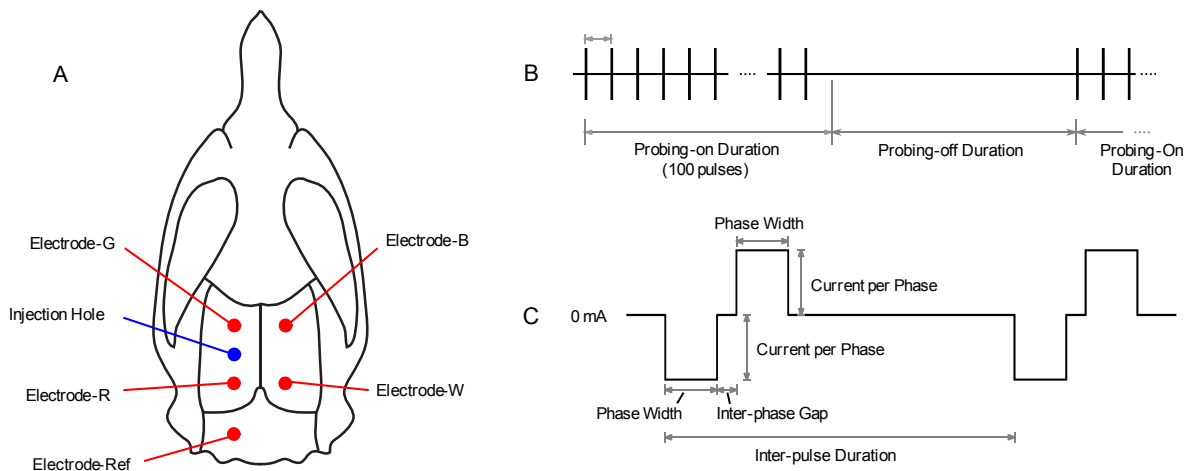 A
Electrode-G
Electrode-B
Injection Hole
Electrode-R
Electrode-W
Electrode-Ref
B
....
....
Probing-on Duration
(100 pulses)
Probing-off Duration
....
Probing-On
Duration
C
Phase Width
Current per Phase
0 mA
Current per Phase
Phase Width
Inter-phase Gap
Inter-pulse Duration